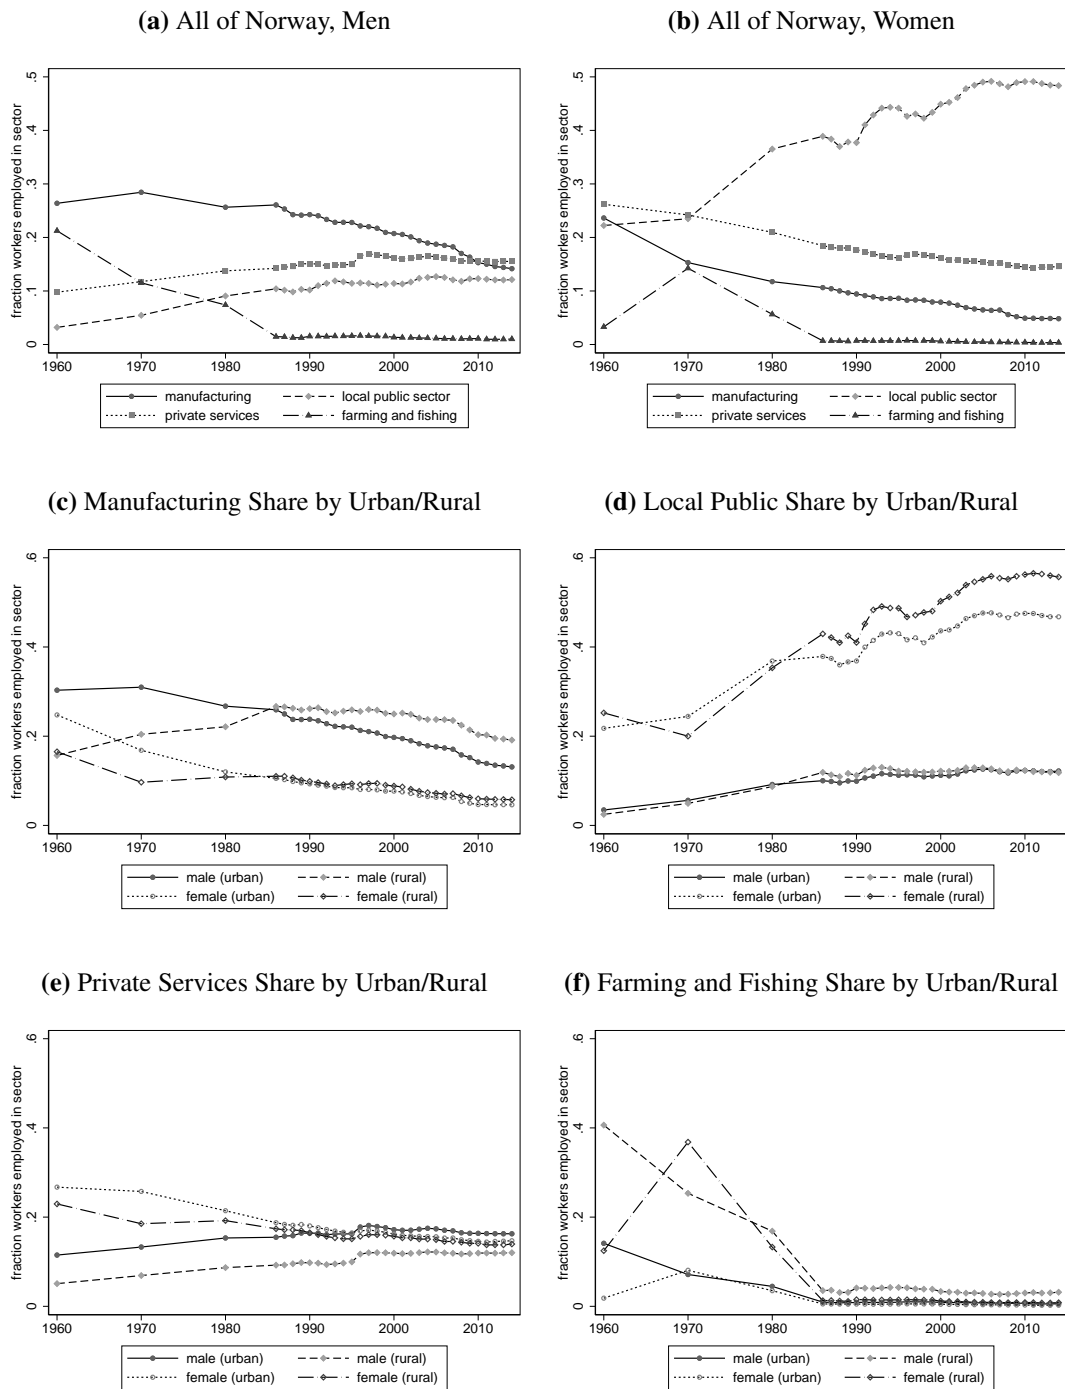 (a) All of Norway, Men
fraction workers employed in sector
.5
.4
.3
.2
.1
0
1960 1970 1980 1990 2000 2010
manufacturing local public sector
private services farming and fishing
(b) All of Norway, Women
fraction workers employed in sector
.5
.4
.3
.2
.1
0
1960 1970 1980 1990 2000 2010
manufacturing local public sector
private services farming and fishing
(c) Manufacturing Share by Urban/Rural
fraction workers employed in sector
.6
.4
.2
0
1960 1970 1980 1990 2000 2010
male (urban) male (rural)
female (urban) female (rural)
(d) Local Public Share by Urban/Rural
fraction workers employed in sector
.6
.4
.2
0
1960 1970 1980 1990 2000 2010
male (urban) male (rural)
female (urban) female (rural)
(e) Private Services Share by Urban/Rural
fraction workers employed in sector
.6
.4
.2
0
1960 1970 1980 1990 2000 2010
male (urban) male (rural)
female (urban) female (rural)
(f) Farming and Fishing Share by Urban/Rural
fraction workers employed in sector
.6
.4
.2
0
1960 1970 1980 1990 2000 2010
male (urban) male (rural)
female (urban) female (rural)